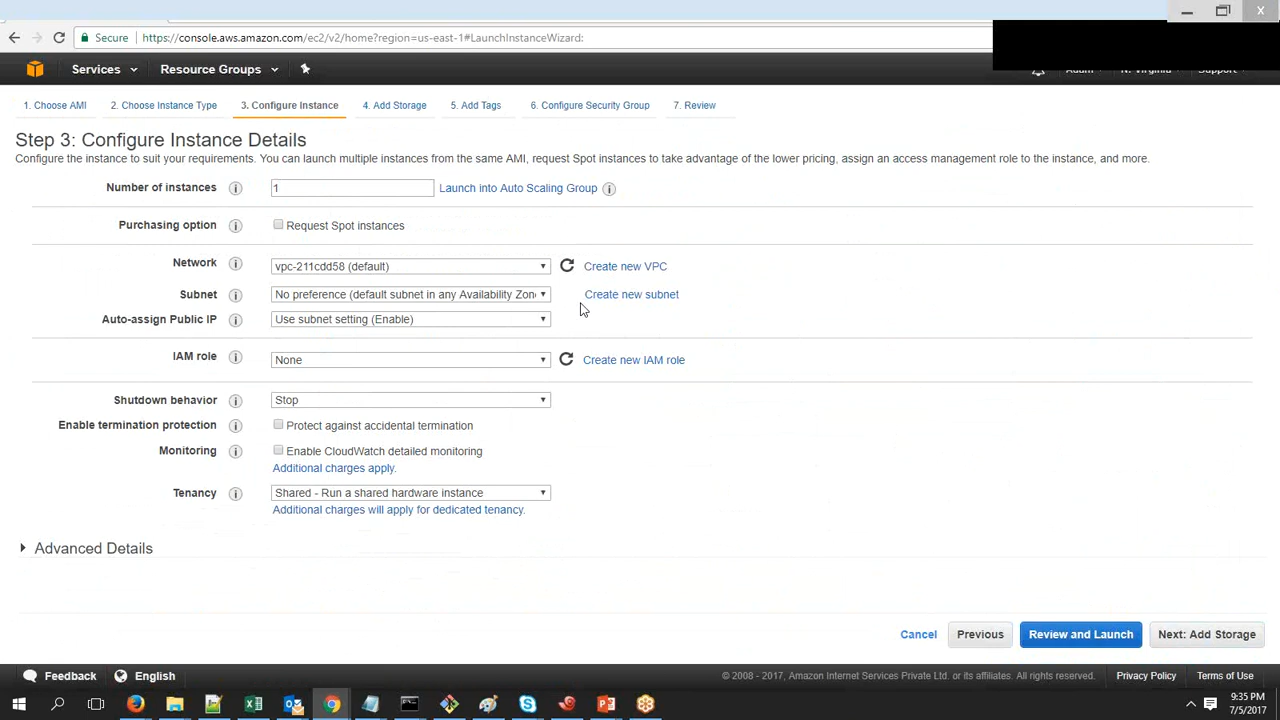 Secure https://console.aws.amazon.com/ec2/v2/home?region=us-east-1#LaunchInstanceWizard:
Services Resource Groups Adam N. Virginia Support
1. Choose AMI 2. Choose Instance Type 3. Configure Instance 4. Add Storage 5. Add Tags 6. Configure Security Group 7. Review
Step 3: Configure Instance Details
Configure the instance to suit your requirements. You can launch multiple instances from the same AMI, request Spot instances to take advantage of the lower pricing, assign an access management role to the instance, and more.
Number of instances 1 Launch into Auto Scaling Group
Purchasing option Request Spot instances
Network vpc-211cdd58 (default) Create new VPC
Subnet No preference (default subnet in any Availability Zon Create new subnet
Auto-assign Public IP Use subnet setting (Enable)
IAM role None Create new IAM role
Shutdown behavior Stop
Enable termination protection Protect against accidental termination
Monitoring Enable CloudWatch detailed monitoring
Additional charges apply.
Tenancy Shared - Run a shared hardware instance
Additional charges will apply for dedicated tenancy.
Advanced Details
Cancel Previous Review and Launch Next: Add Storage
Feedback English © 2008 - 2017, Amazon Internet Services Private Ltd. or its affiliates. All rights reserved. Privacy Policy Terms of Use
9:35 PM
7/5/2017